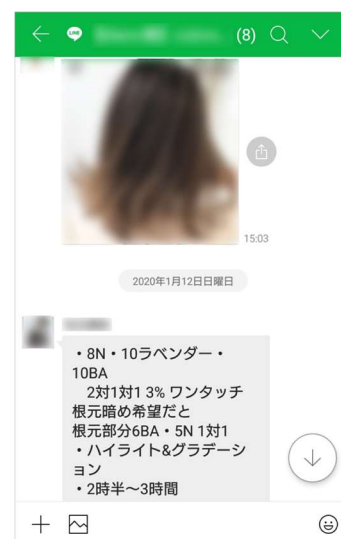 LINE
(8)
15:03
2020年1月12日日曜日
・8N・10ラベンダー・
10BA
2対1対1 3% ワンタッチ
根元暗め希望だと
根元部分6BA・5N 1対1
・ハイライト&グラデーシ
ョン
・2時半〜3時間